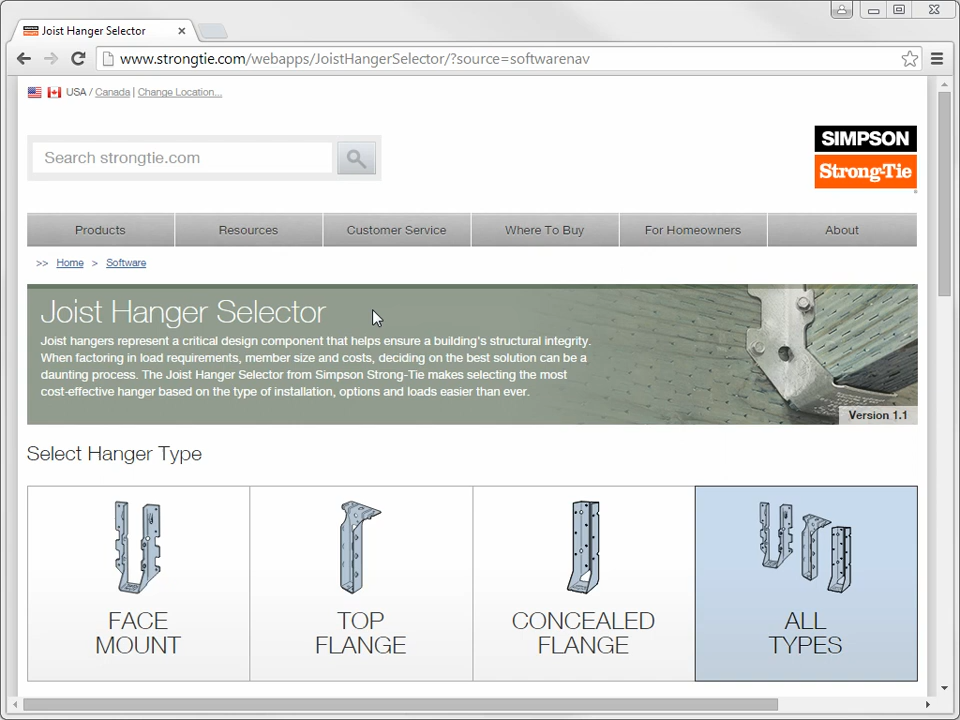 Joist Hanger Selector
www.strongtie.com/webapps/JoistHangerSelector/?source=softwarenav
USA / Canada | Change Location...
Search strongtie.com
SIMPSON
Strong-Tie
Products
Resources
Customer Service
Where To Buy
For Homeowners
About
>> Home > Software
Joist Hanger Selector
Joist hangers represent a critical design component that helps ensure a building's structural integrity.
When factoring in load requirements, member size and costs, deciding on the best solution can be a
daunting process. The Joist Hanger Selector from Simpson Strong-Tie makes selecting the most
cost-effective hanger based on the type of installation, options and loads easier than ever.
Version 1.1
Select Hanger Type
FACE
MOUNT
TOP
FLANGE
CONCEALED
FLANGE
ALL
TYPES